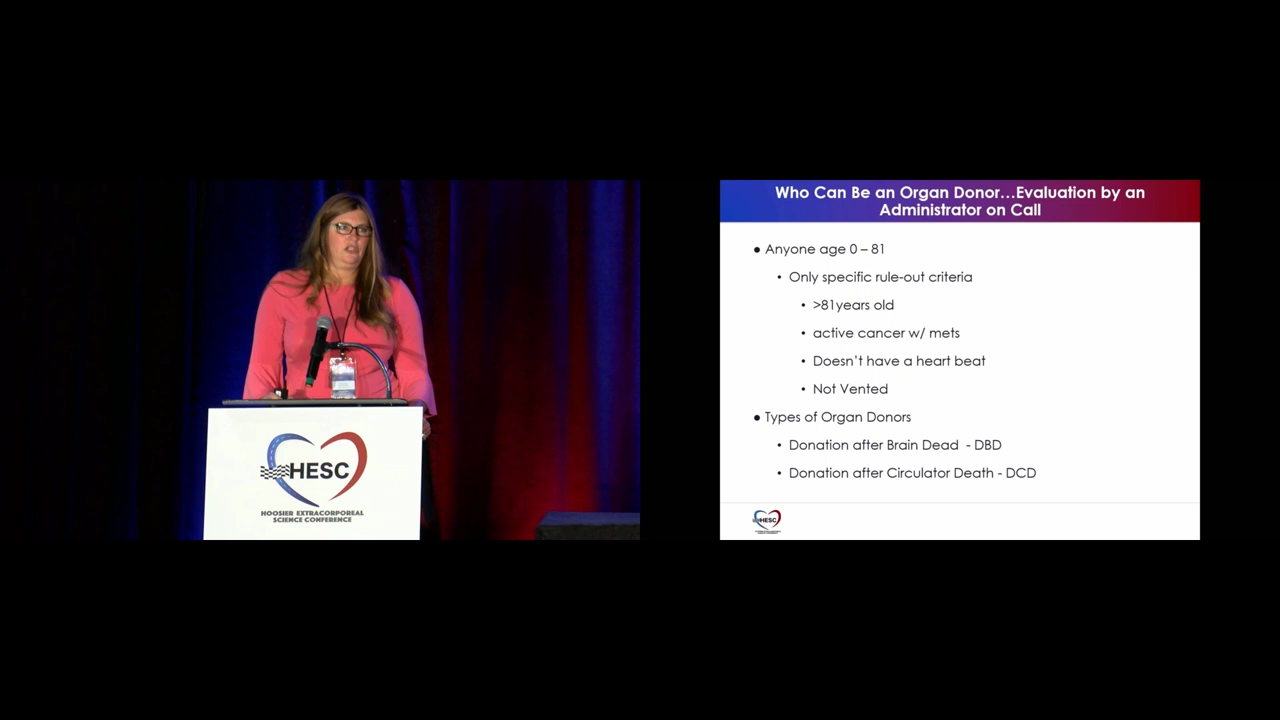 HESC
HOOSIER EXTRACORPOREAL
SCIENCE CONFERENCE
Who Can Be an Organ Donor…Evaluation by an
Administrator on Call
● Anyone age 0 – 81
• Only specific rule-out criteria
• >81years old
• active cancer w/ mets
• Doesn't have a heart beat
• Not Vented
● Types of Organ Donors
• Donation after Brain Dead - DBD
• Donation after Circulator Death - DCD
HESC